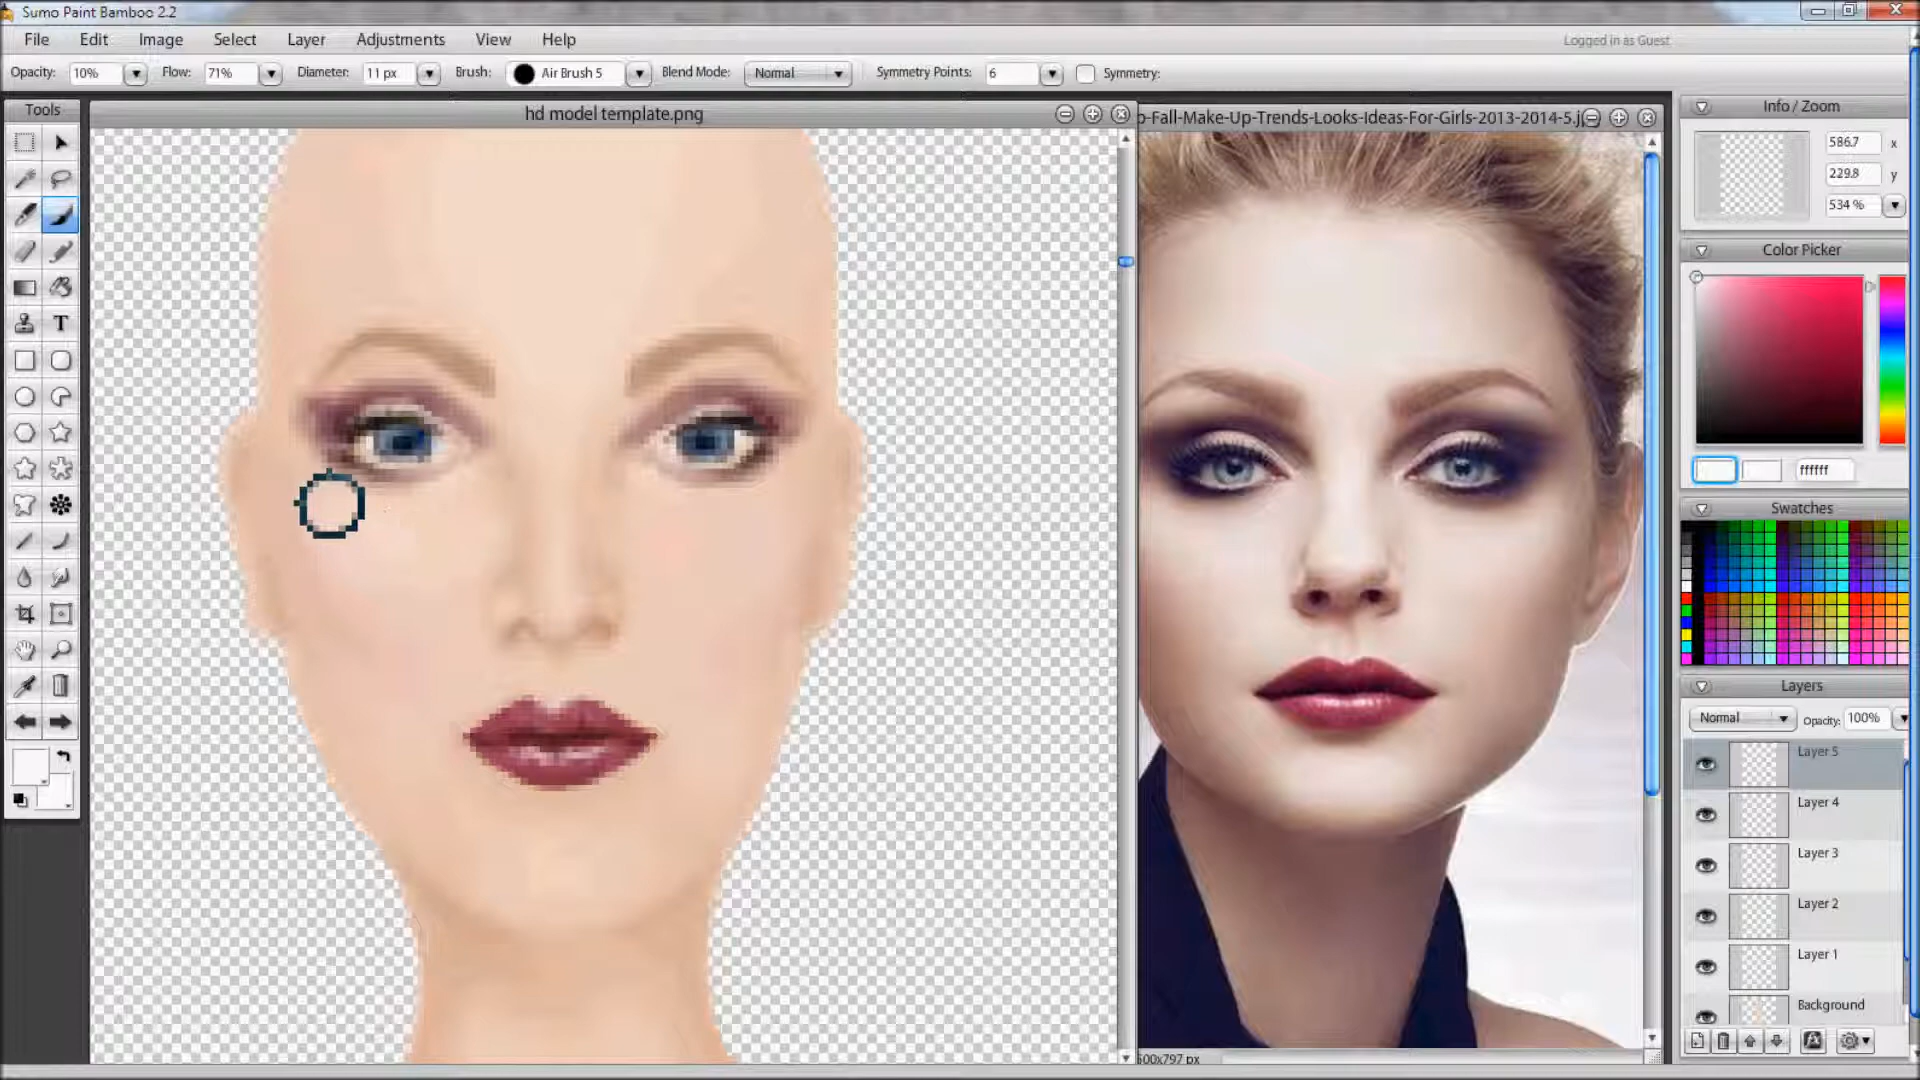 Sumo Paint Bamboo 2.2
File Edit Image Select Layer Adjustments View Help
Logged in as Guest
Opacity: 10% Flow: 71% Diameter: 11 px Brush: Air Brush 5 Blend Mode: Normal Symmetry Points: 6 Symmetry:
Tools
T
hd model template.png
-Fall-Make-Up-Trends-Looks-Ideas-For-Girls-2013-2014-5.j
600x797 px
Info / Zoom
586.7 x
229.8 y
534 %
Color Picker
ffffff
Swatches
Layers
Normal Opacity: 100%
Layer 5
Layer 4
Layer 3
Layer 2
Layer 1
Background